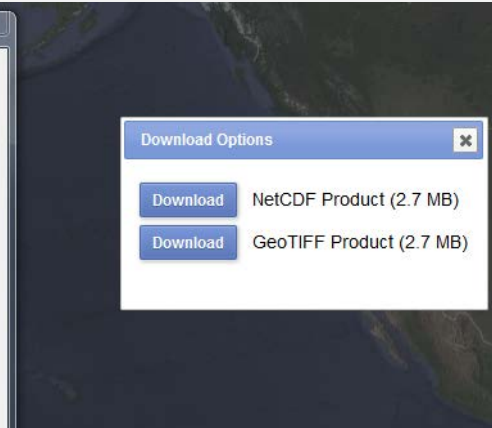 Download Options
Download NetCDF Product (2.7 MB)
Download GeoTIFF Product (2.7 MB)